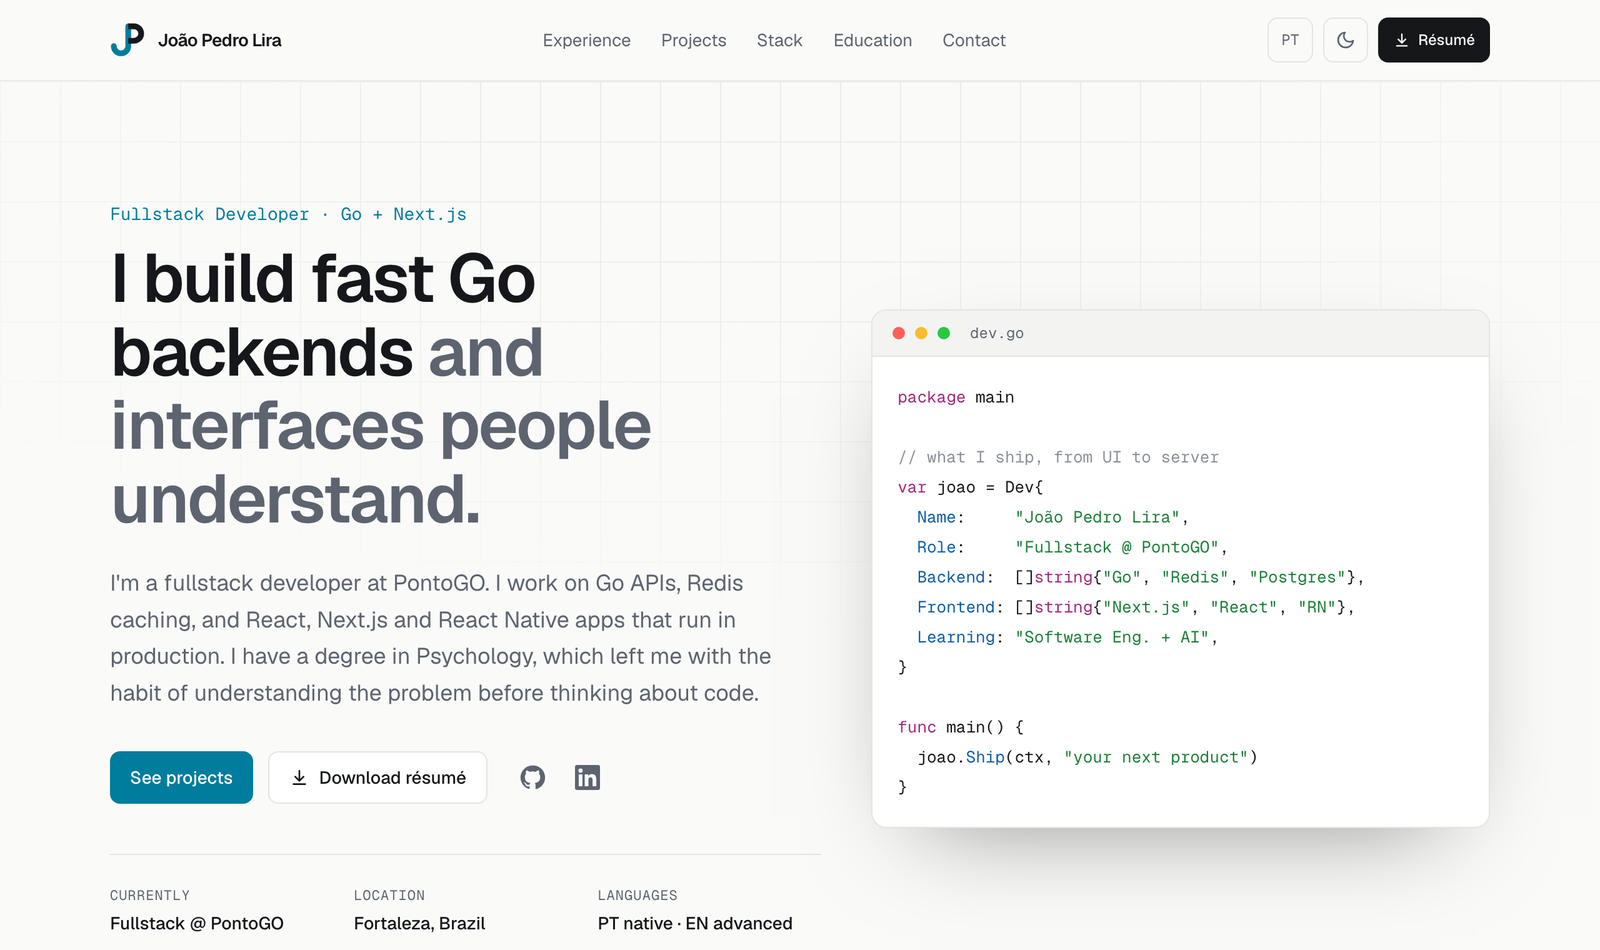 João Pedro Lira
Experience
Projects
Stack
Education
Contact
PT
Résumé
Fullstack Developer · Go + Next.js
I build fast Go
backends and
interfaces people
understand.
I'm a fullstack developer at PontoGO. I work on Go APIs, Redis
caching, and React, Next.js and React Native apps that run in
production. I have a degree in Psychology, which left me with the
habit of understanding the problem before thinking about code.
See projects
Download résumé
CURRENTLY
Fullstack @ PontoGO
LOCATION
Fortaleza, Brazil
LANGUAGES
PT native · EN advanced
dev.go
package main
// what I ship, from UI to server
var joao = Dev{
  Name:     "João Pedro Lira",
  Role:     "Fullstack @ PontoGO",
  Backend:  []string{"Go", "Redis", "Postgres"},
  Frontend: []string{"Next.js", "React", "RN"},
  Learning: "Software Eng. + AI",
}
func main() {
  joao.Ship(ctx, "your next product")
}